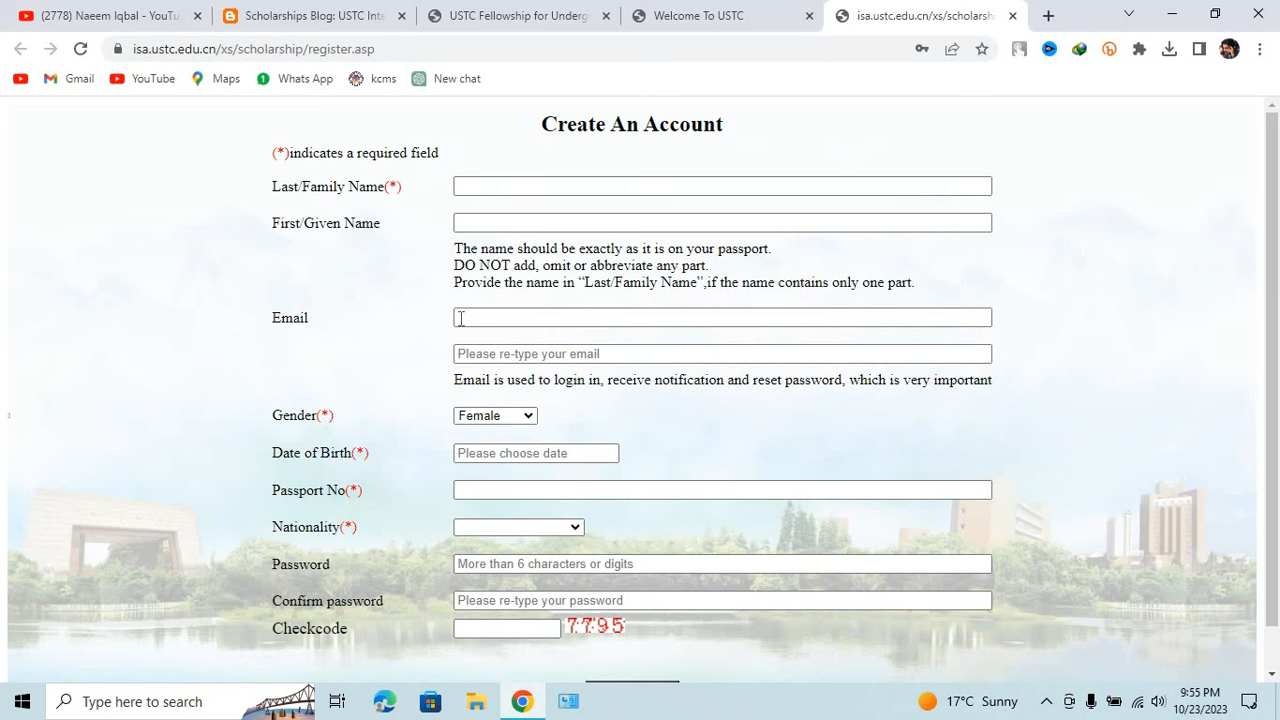 (2778) Naeem Iqbal - YouTu
Scholarships Blog: USTC Inte
USTC Fellowship for Underg
Welcome To USTC
isa.ustc.edu.cn/xs/scholarsh
isa.ustc.edu.cn/xs/scholarship/register.asp
Gmail
YouTube
Maps
1
Whats App
kcms
New chat
Create An Account
(*)indicates a required field
Last/Family Name(*)
First/Given Name
The name should be exactly as it is on your passport.
DO NOT add, omit or abbreviate any part.
Provide the name in “Last/Family Name”,if the name contains only one part.
Email
Please re-type your email
Email is used to login in, receive notification and reset password, which is very important
Gender(*)
Female
Date of Birth(*)
Please choose date
Passport No(*)
Nationality(*)
Password
More than 6 characters or digits
Confirm password
Please re-type your password
Checkcode
7795
Type here to search
17°C Sunny
9:55 PM
10/23/2023